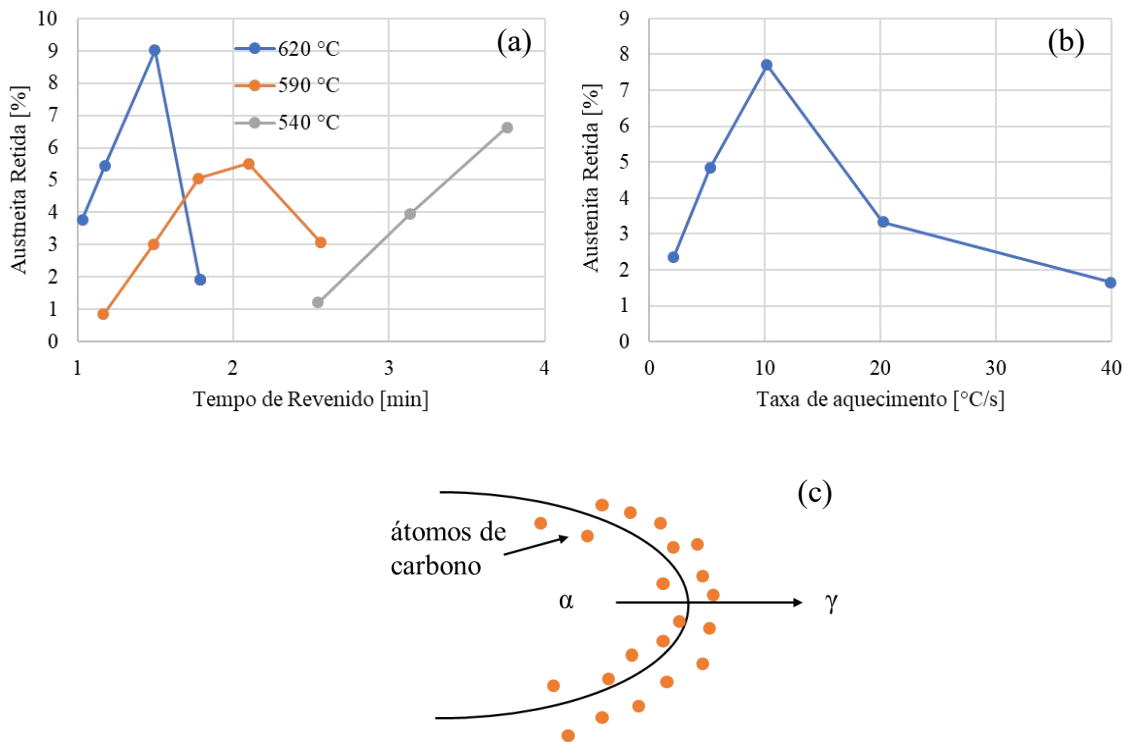 10
9
8
7
6
5
4
3
2
1
0
Austneita Retida [%]
620 °C
590 °C
540 °C
(a)
1 2 3 4
Tempo de Revenido [min]
9
8
7
6
5
4
3
2
1
0
Austenita Retida [%]
(b)
0 10 20 30 40
Taxa de aquecimento [°C/s]
(c)
átomos de
carbono
α
γ